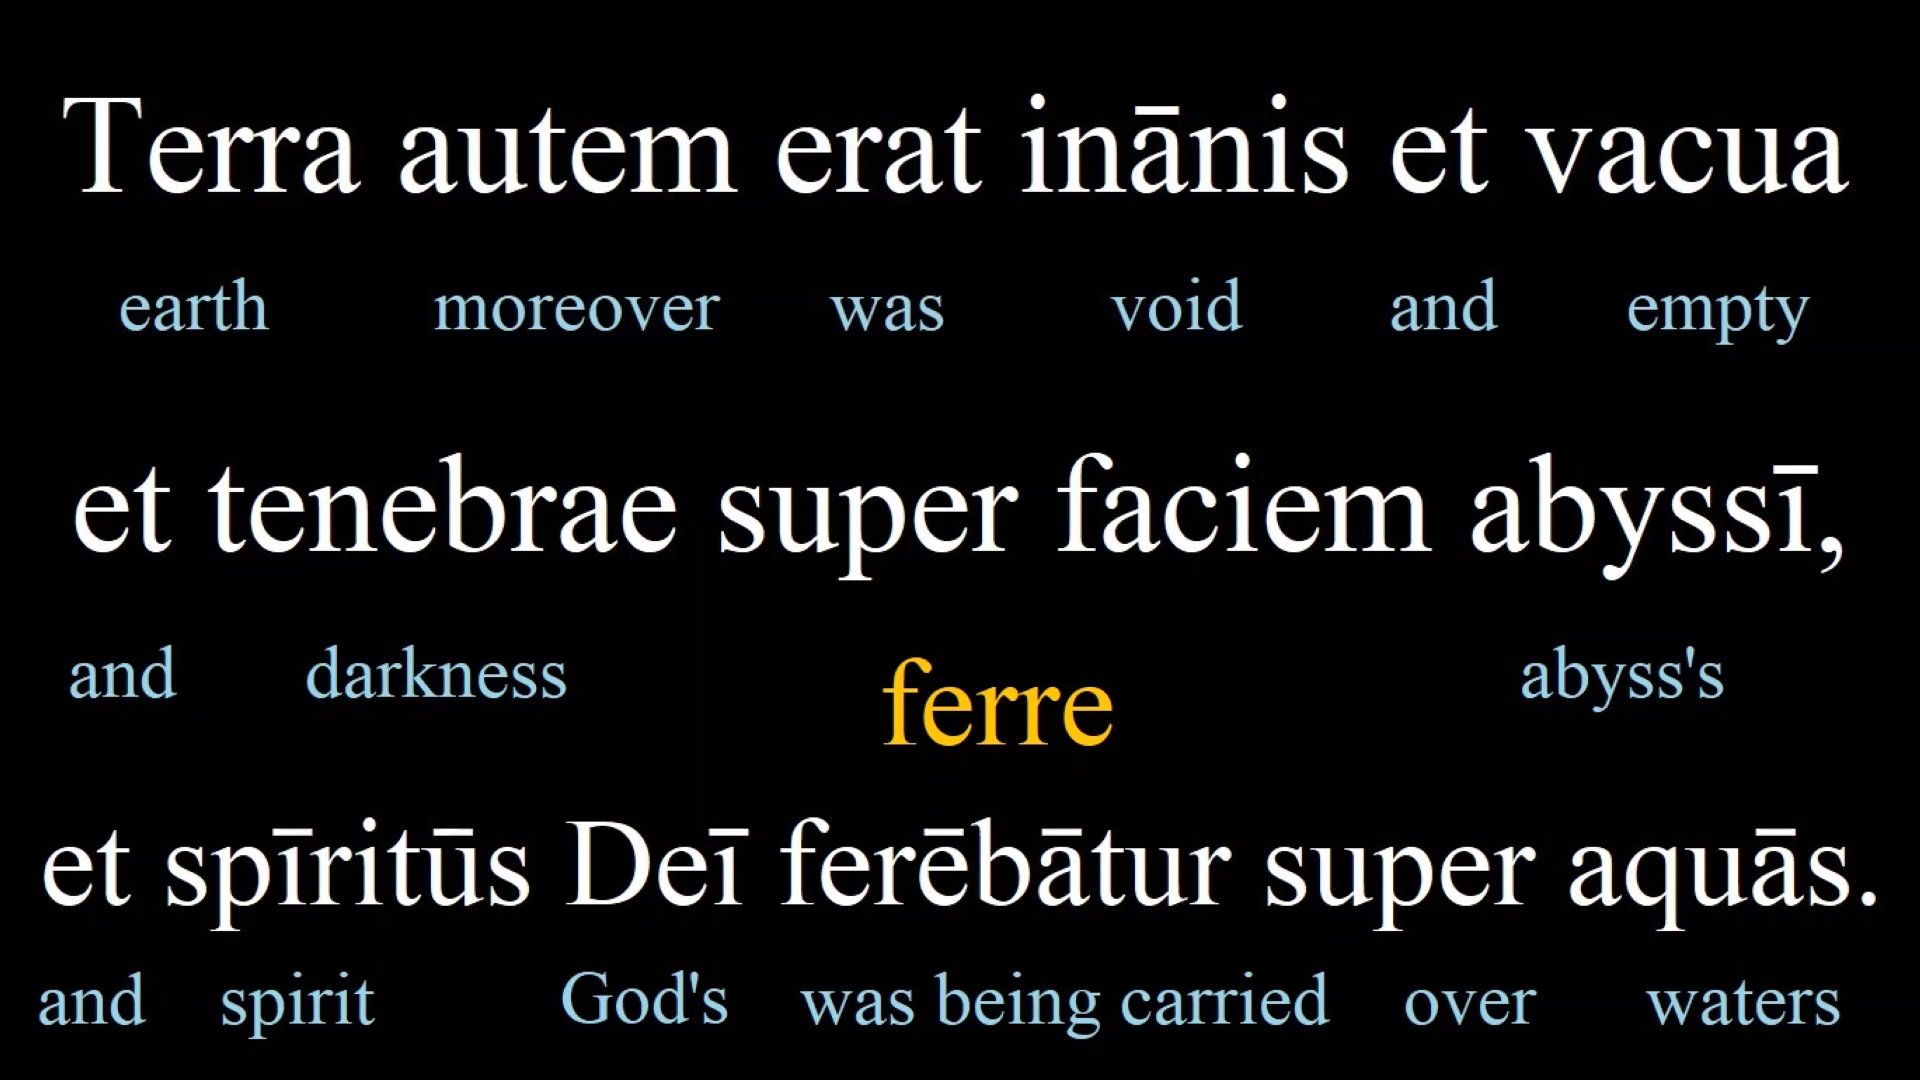 Terra autem erat inānis et vacua
earth moreover was void and empty
et tenebrae super faciem abyssī,
and darkness abyss's
ferre
et spīritūs Deī ferēbātur super aquās.
and spirit God's was being carried over waters